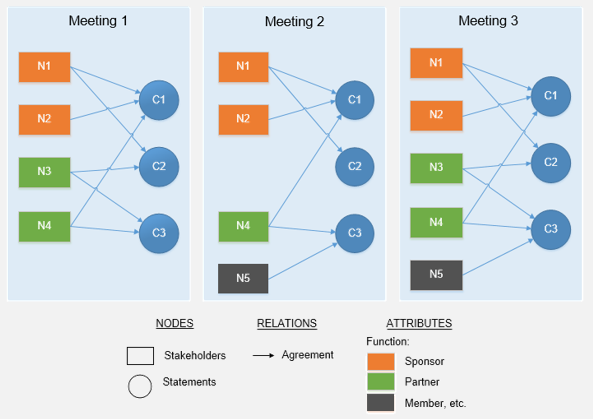 Meeting 1
N1
N2
N3
N4
C1
C2
C3
Meeting 2
N1
N2
N4
N5
C1
C2
C3
Meeting 3
N1
N2
N3
N4
N5
C1
C2
C3
NODES
Stakeholders
Statements
RELATIONS
Agreement
ATTRIBUTES
Function:
Sponsor
Partner
Member, etc.